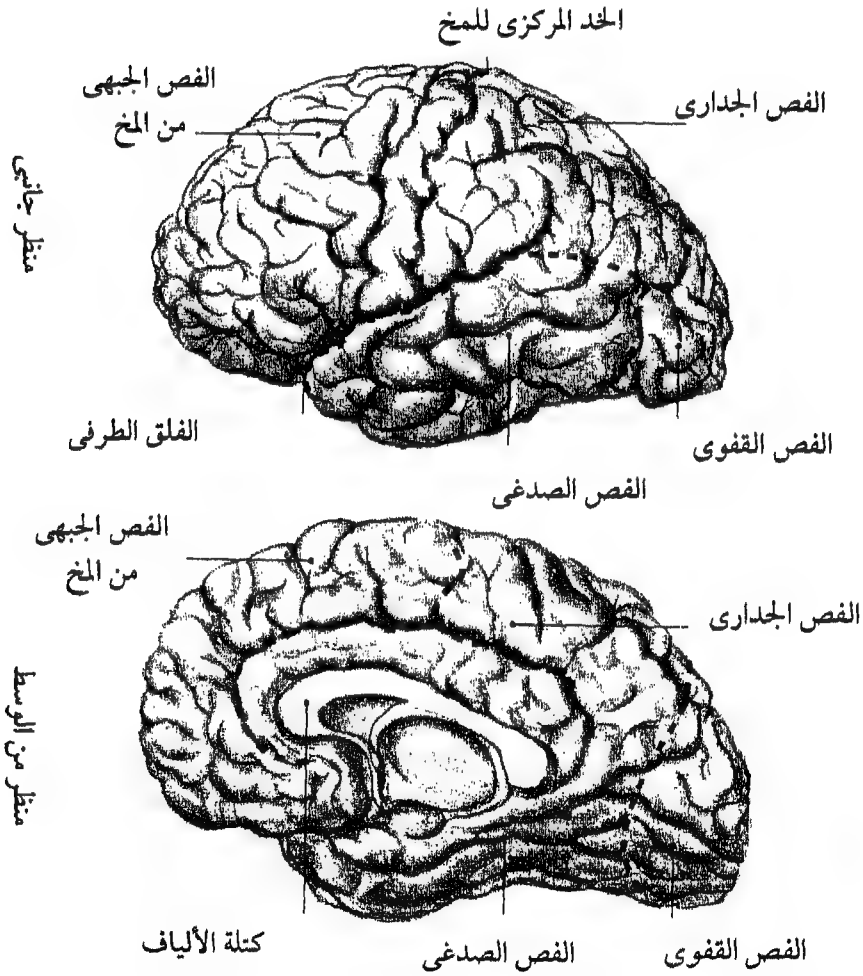 الخد المركزى للمخ
الفص الجبهى
من المخ
الفص الجدارى
منظر جانبى
الفلق الطرفى
الفص القفوى
الفص الصدغى
الفص الجبهى
من المخ
الفص الجدارى
منظر من الوسط
كتلة الألياف
الفص الصدغى
الفص القفوى